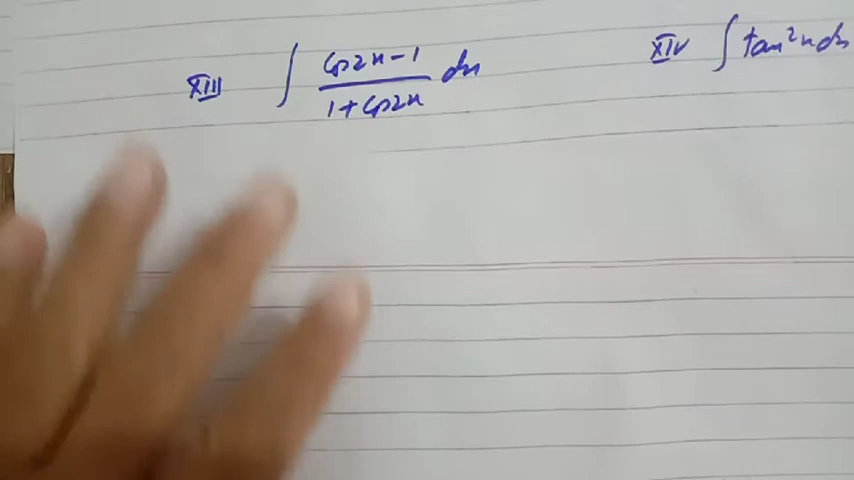 XIII ∫ cos2x-1 / 1+cos2x dx
XIV ∫ tan²x dx